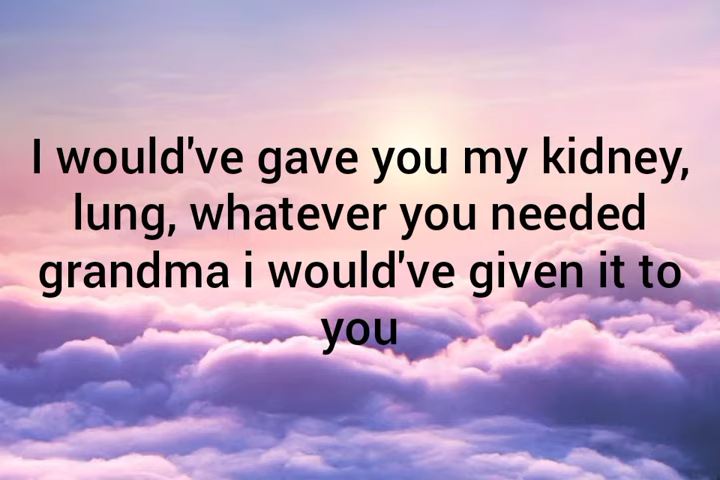 I would've gave you my kidney,
lung, whatever you needed
grandma i would've given it to
you